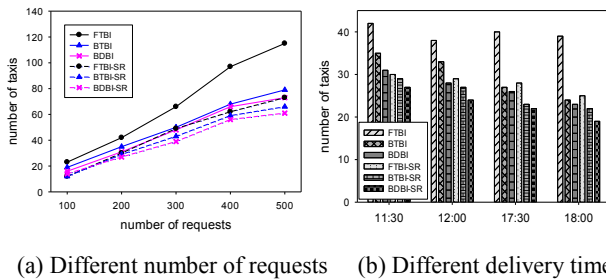 (a)
140
120
100
80
60
40
20
0
number of taxis
FTBI
BTBI
BDBI
FTBI-SR
BTBI-SR
BDBI-SR
100 200 300 400 500
number of requests
(a) Different number of requests
(b)
40
30
20
10
0
number of taxis
FTBI
BTBI
BDBI
FTBI-SR
BTBI-SR
BDBI-SR
11:30 12:00 17:30 18:00
(b) Different delivery time